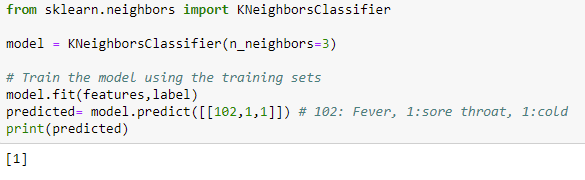 from sklearn.neighbors import KNeighborsClassifier
model = KNeighborsClassifier(n_neighbors=3)
# Train the model using the training sets
model.fit(features,label)
predicted= model.predict([[102,1,1]]) # 102: Fever, 1:sore throat, 1:cold
print(predicted)
[1]